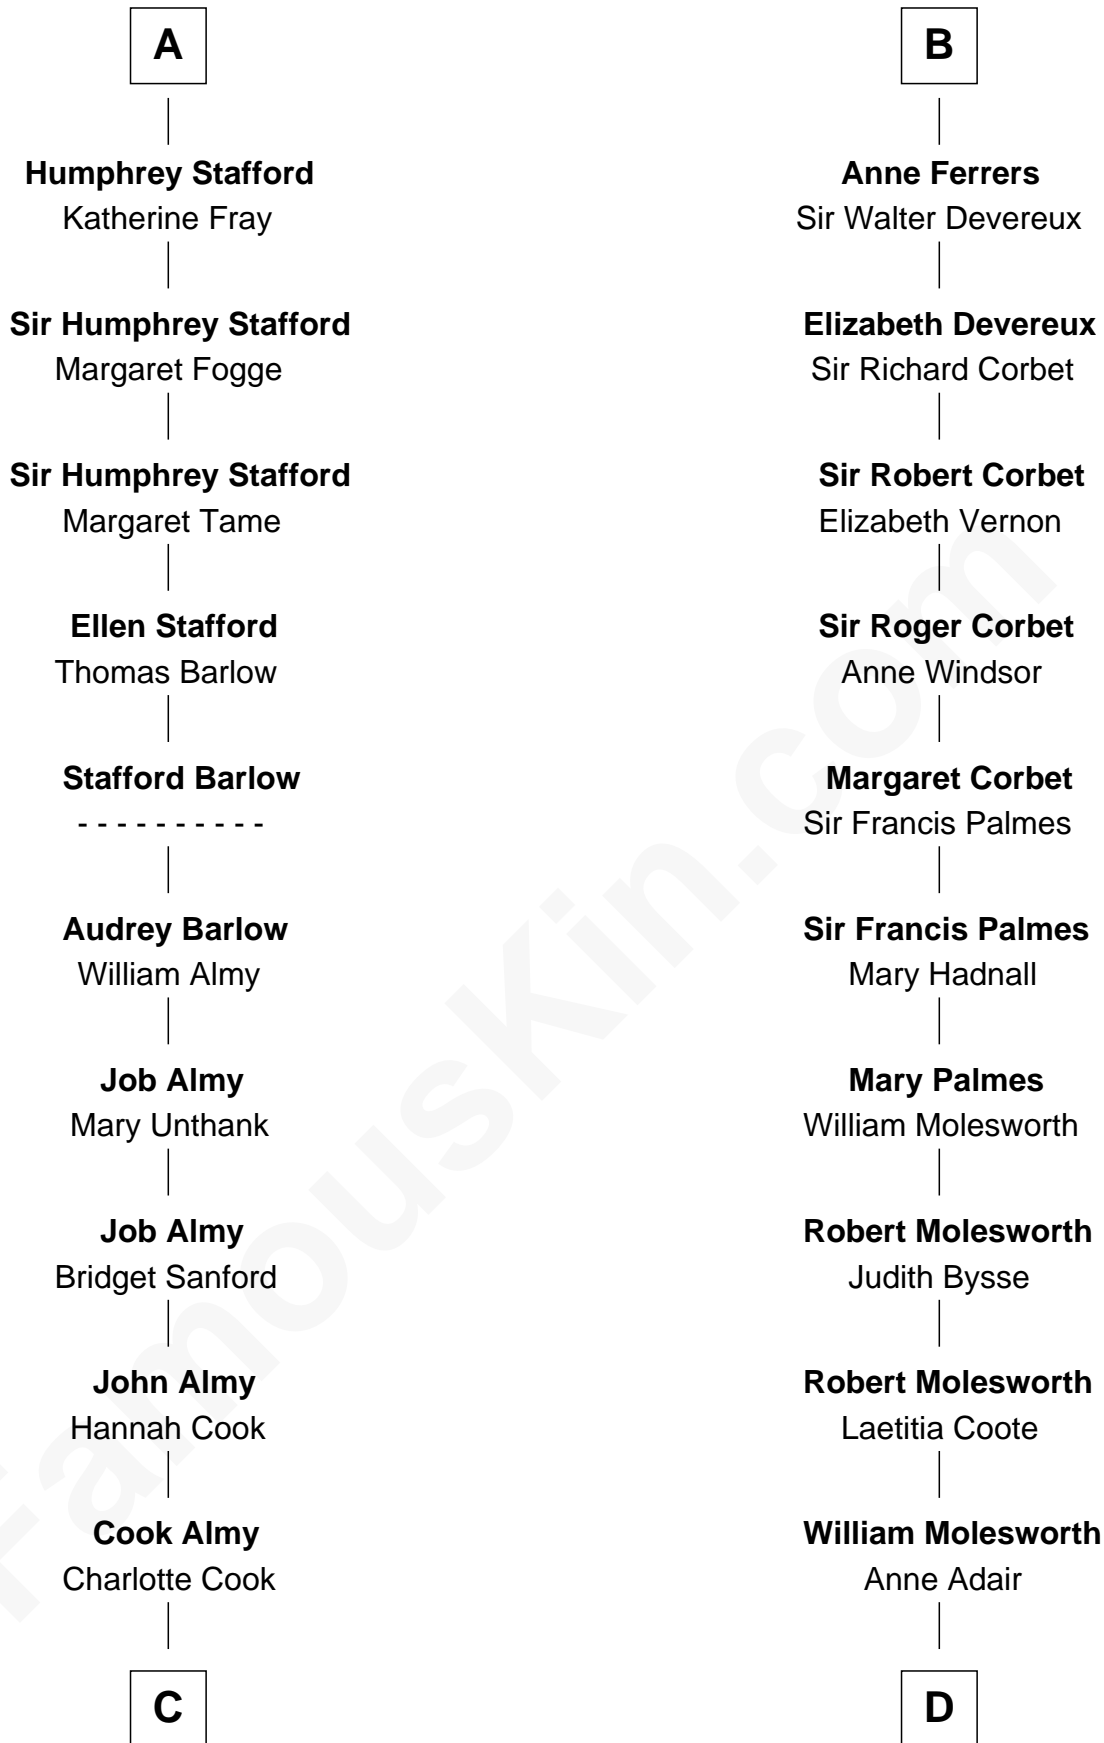 A
Humphrey Stafford
Katherine Fray
Sir Humphrey Stafford
Margaret Fogge
Sir Humphrey Stafford
Margaret Tame
Ellen Stafford
Thomas Barlow
Stafford Barlow
- - - - - - - - - -
Audrey Barlow
William Almy
Job Almy
Mary Unthank
Job Almy
Bridget Sanford
John Almy
Hannah Cook
Cook Almy
Charlotte Cook
C
B
Anne Ferrers
Sir Walter Devereux
Elizabeth Devereux
Sir Richard Corbet
Sir Robert Corbet
Elizabeth Vernon
Sir Roger Corbet
Anne Windsor
Margaret Corbet
Sir Francis Palmes
Sir Francis Palmes
Mary Hadnall
Mary Palmes
William Molesworth
Robert Molesworth
Judith Bysse
Robert Molesworth
Laetitia Coote
William Molesworth
Anne Adair
D
FamousKin.com